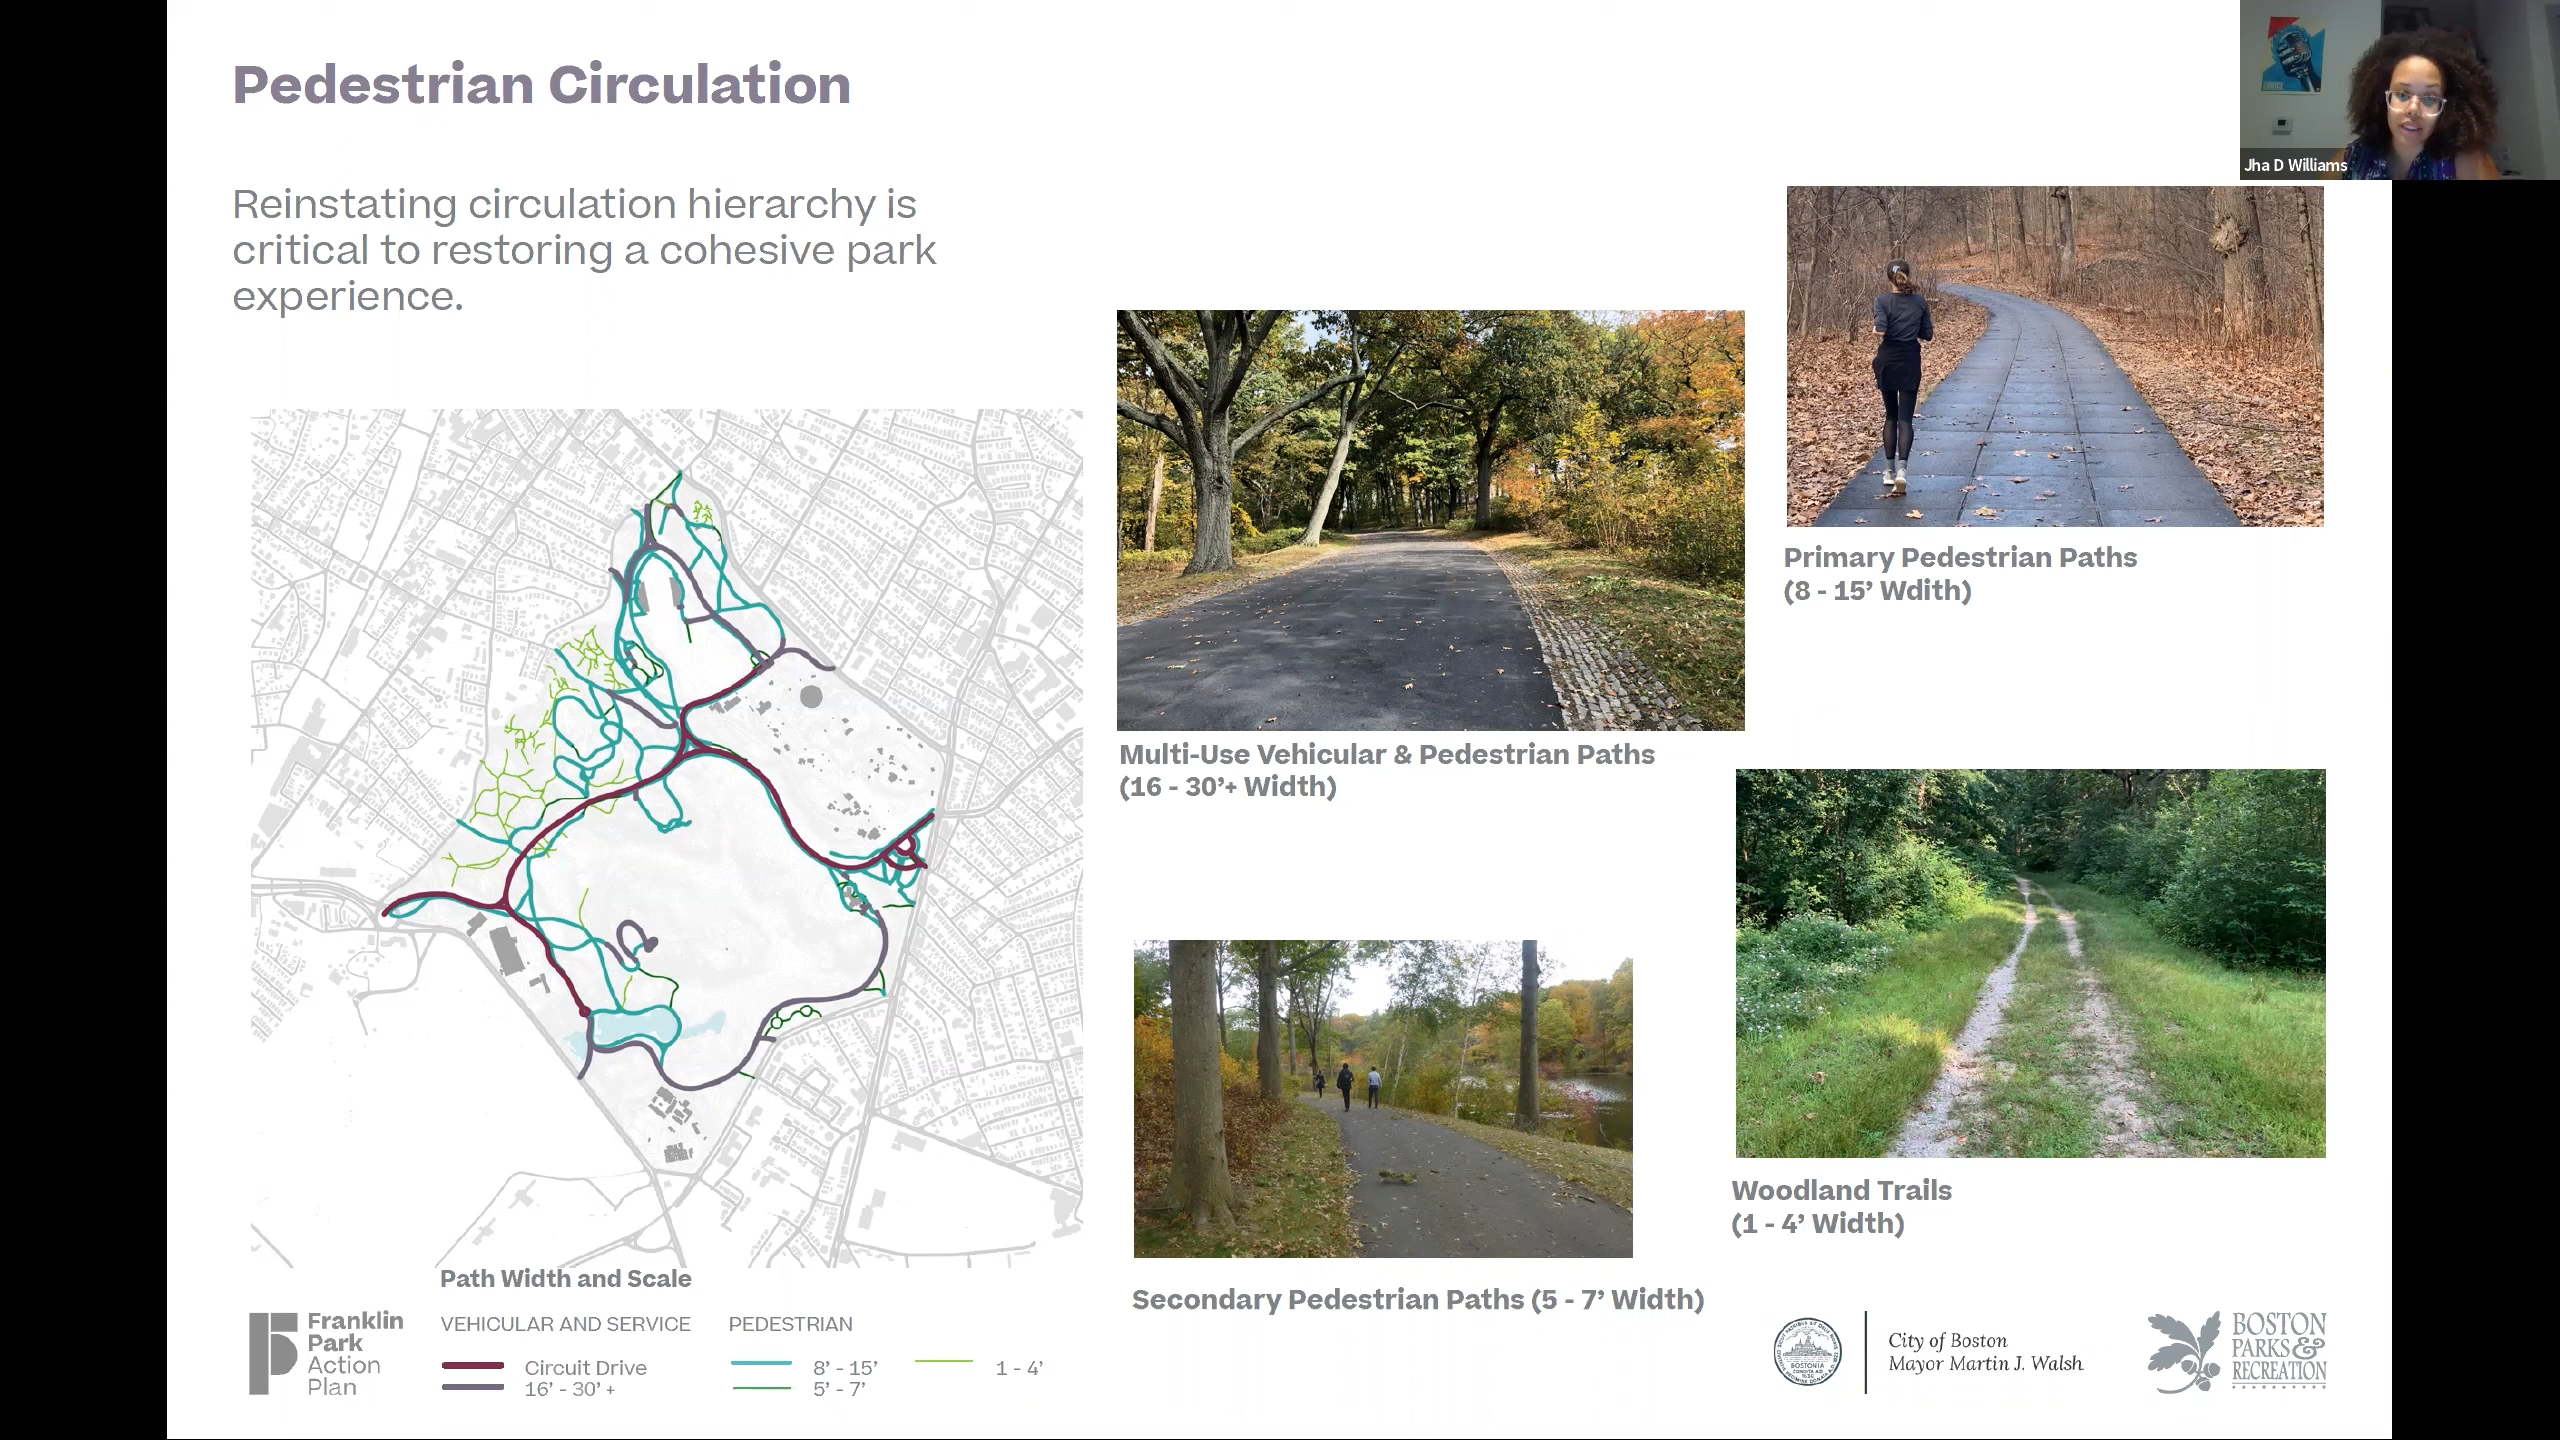 Pedestrian Circulation
Reinstating circulation hierarchy is
critical to restoring a cohesive park
experience.
Jha D Williams
Primary Pedestrian Paths
(8 - 15’ Wdith)
Multi-Use Vehicular & Pedestrian Paths
(16 - 30’+ Width)
Woodland Trails
(1 - 4’ Width)
Secondary Pedestrian Paths (5 - 7’ Width)
Path Width and Scale
VEHICULAR AND SERVICE
Circuit Drive
16’ - 30’ +
PEDESTRIAN
8’ - 15’
5’ - 7’
1 - 4’
Franklin
Park
Action
Plan
BOSTONIA
City of Boston
Mayor Martin J. Walsh
BOSTON
PARKS &
RECREATION